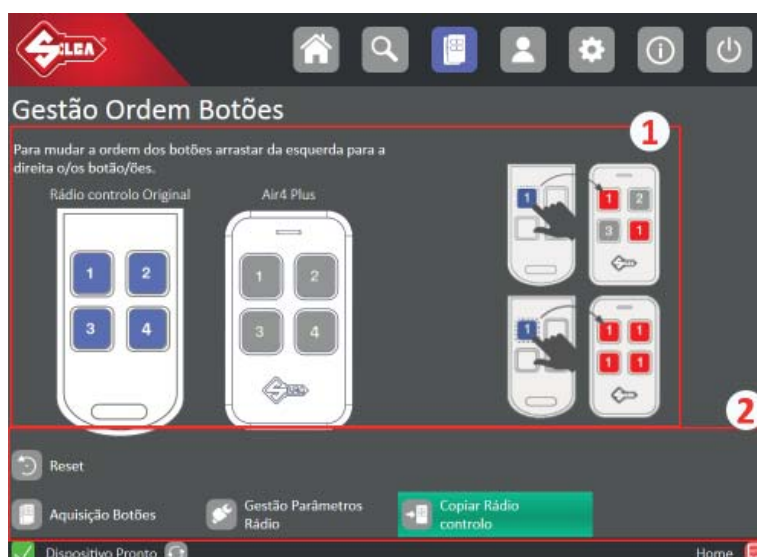 SILCA
Gestão Ordem Botões
1
Para mudar a ordem dos botões arrastar da esquerda para a
direita o/os botão/ões.
Rádio controlo Original
Air4 Plus
1 2
3 4
1 2
3 4
1
1 2
3 1
1
1 1
1 1
2
Reset
Aquisição Botões
Gestão Parâmetros
Rádio
Copiar Rádio
controlo
Dispositivo Pronto
Home